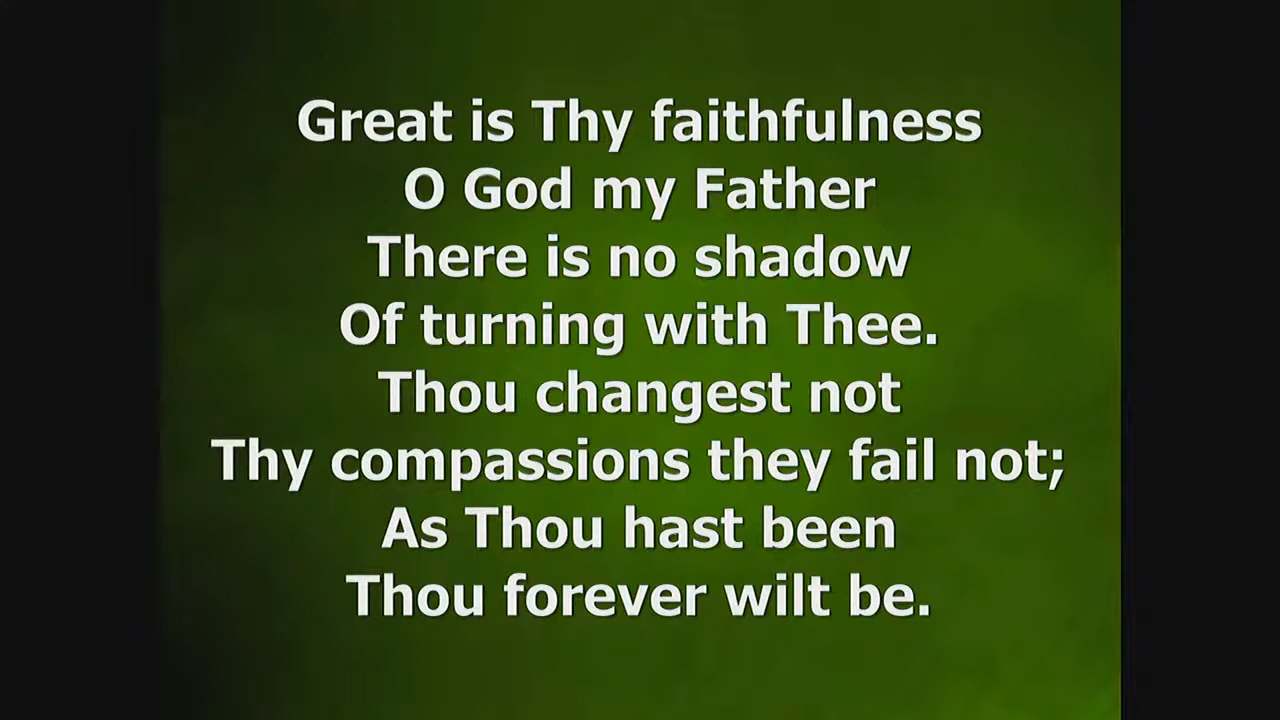 Great is Thy faithfulness
O God my Father
There is no shadow
Of turning with Thee.
Thou changest not
Thy compassions they fail not;
As Thou hast been
Thou forever wilt be.